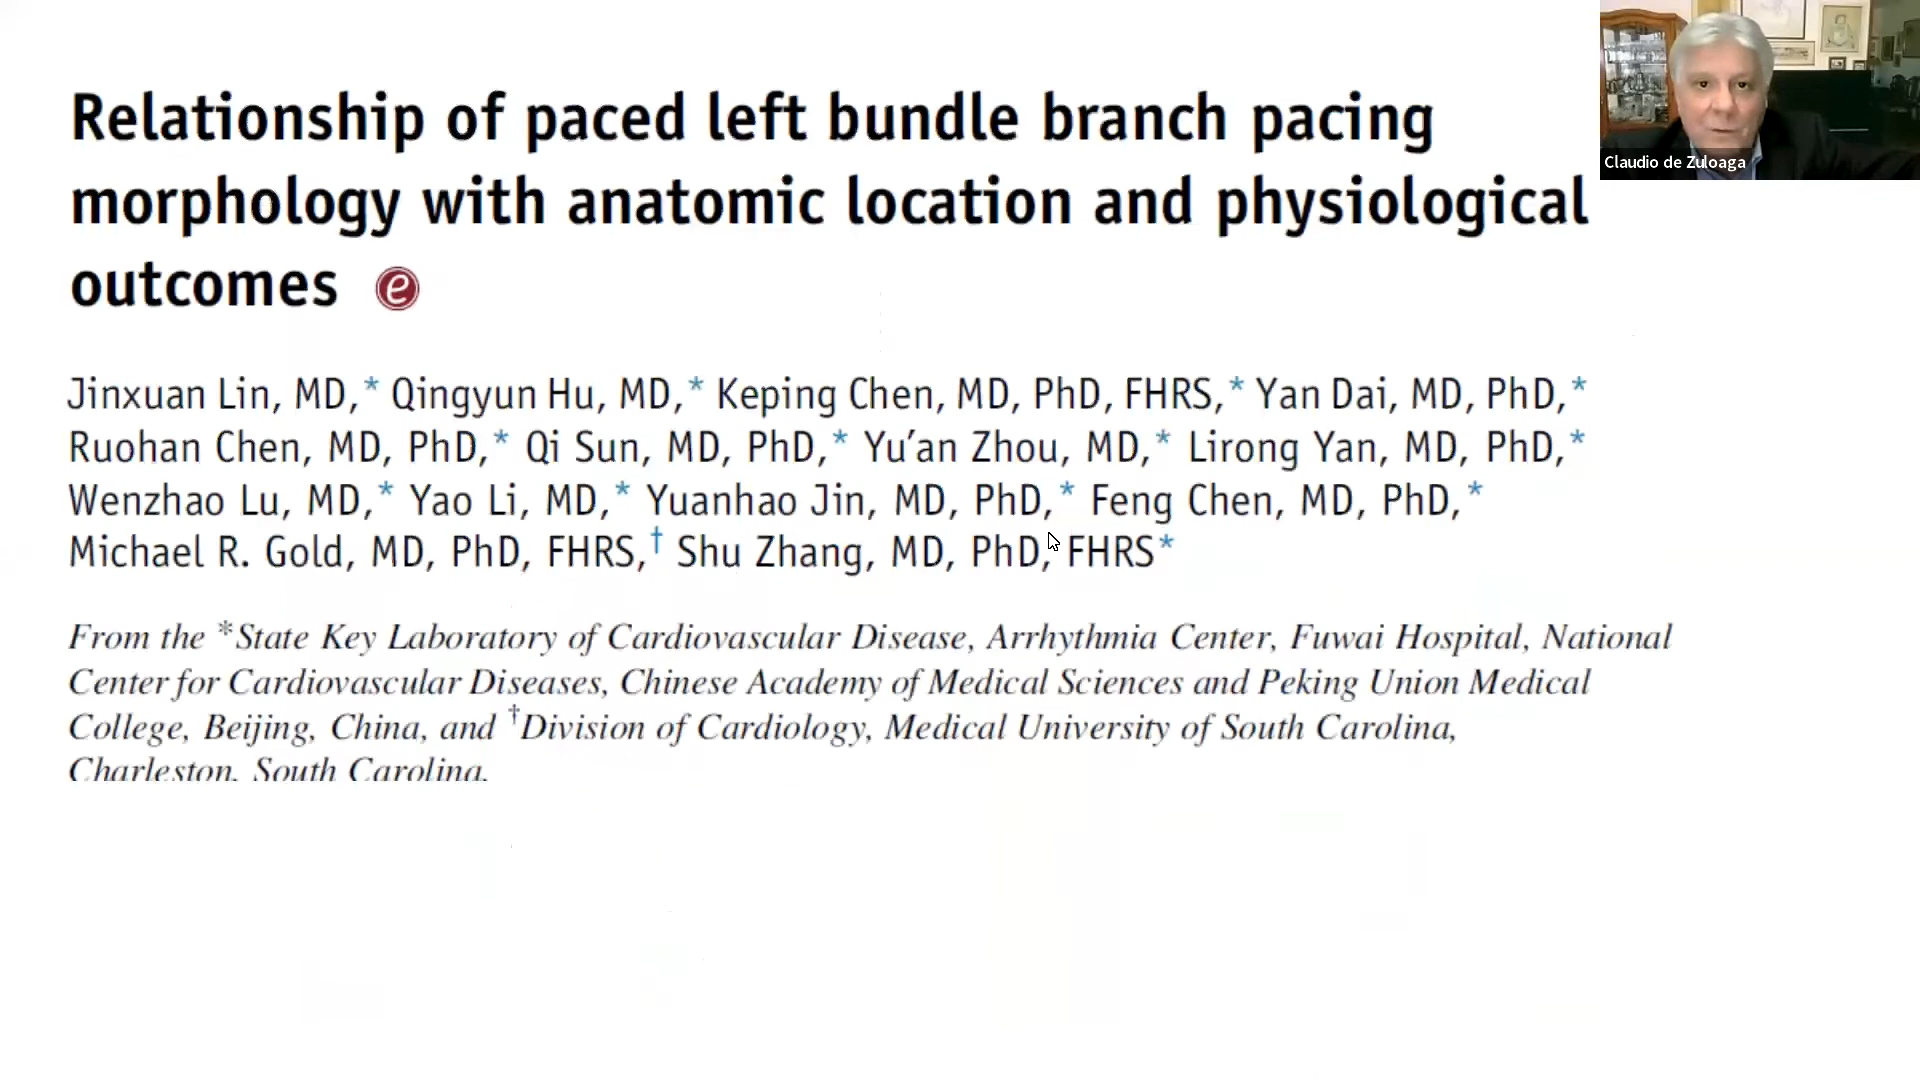 Relationship of paced left bundle branch pacing
morphology with anatomic location and physiological
outcomes e
Jinxuan Lin, MD,* Qingyun Hu, MD,* Keping Chen, MD, PhD, FHRS,* Yan Dai, MD, PhD,*
Ruohan Chen, MD, PhD,* Qi Sun, MD, PhD,* Yu’an Zhou, MD,* Lirong Yan, MD, PhD,*
Wenzhao Lu, MD,* Yao Li, MD,* Yuanhao Jin, MD, PhD,* Feng Chen, MD, PhD,*
Michael R. Gold, MD, PhD, FHRS,† Shu Zhang, MD, PhD, FHRS*
From the *State Key Laboratory of Cardiovascular Disease, Arrhythmia Center, Fuwai Hospital, National
Center for Cardiovascular Diseases, Chinese Academy of Medical Sciences and Peking Union Medical
College, Beijing, China, and †Division of Cardiology, Medical University of South Carolina,
Charleston, South Carolina.
Claudio de Zuloaga